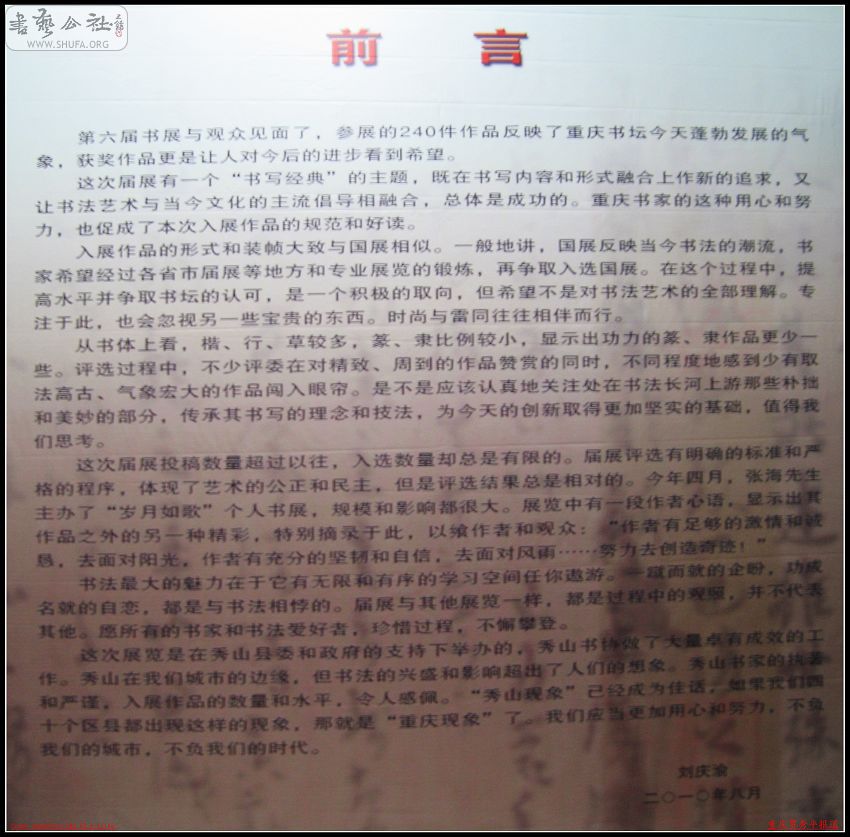 書藝公社
WWW.SHUFA.ORG
前言
第六届书展与观众见面了，参展的240件作品反映了重庆书坛今天蓬勃发展的气
象，获奖作品更是让人对今后的进步看到希望。
这次届展有一个“书写经典”的主题，既在书写内容和形式融合上作新的追求，又
让书法艺术与当今文化的主流倡导相融合，总体是成功的。重庆书家的这种用心和努
力，也促成了本次入展作品的规范和好读。
入展作品的形式和装帧大致与国展相似。一般地讲，国展反映当今书法的潮流，书
家希望经过各省市届展等地方和专业展览的锻炼，再争取入选国展。在这个过程中，提
高水平并争取书坛的认可，是一个积极的取向，但希望不是对书法艺术的全部理解。专
注于此，也会忽视另一些宝贵的东西。时尚与雷同往往相伴而行。
从书体上看，楷、行、草较多，篆、隶比例较小，显示出功力的篆、隶作品更少一
些。评选过程中，不少评委在对精致、周到的作品赞赏的同时，不同程度地感到少有取
法高古、气象宏大的作品闯入眼帘。是不是应该认真地关注处在书法长河上游那些朴拙
和美妙的部分，传承其书写的理念和技法，为今天的创新取得更加坚实的基础，值得我
们思考。
这次届展投稿数量超过以往，入选数量却总是有限的。届展评选有明确的标准和严
格的程序，体现了艺术的公正和民主，但是评选结果总是相对的。今年四月，张海先生
主办了“岁月如歌”个人书展，规模和影响都很大。展览中有一段作者心语，显示出其
作品之外的另一种精彩，特别摘录于此，以飨作者和观众：“作者有足够的激情和诚
恳，去面对阳光，作者有充分的坚韧和自信，去面对风雨……努力去创造奇迹！”
书法最大的魅力在于它有无限和有序的学习空间任你遨游。一蹴而就的企盼，功成
名就的自恋，都是与书法相悖的。届展与其他展览一样，都是过程中的观照，并不代表
其他。愿所有的书家和书法爱好者，珍惜过程，不懈攀登。
这次展览是在秀山县委和政府的支持下举办的，秀山书协做了大量卓有成效的工
作。秀山在我们城市的边缘，但书法的兴盛和影响超出了人们的想象。秀山书家的执著
和严谨，入展作品的数量和水平，令人感佩。“秀山现象”已经成为佳话，如果我们四
十个区县都出现这样的现象，那就是“重庆现象”了。我们应当更加用心和努力，不负
我们的城市，不负我们的时代。
刘庆渝
二〇一〇年八月